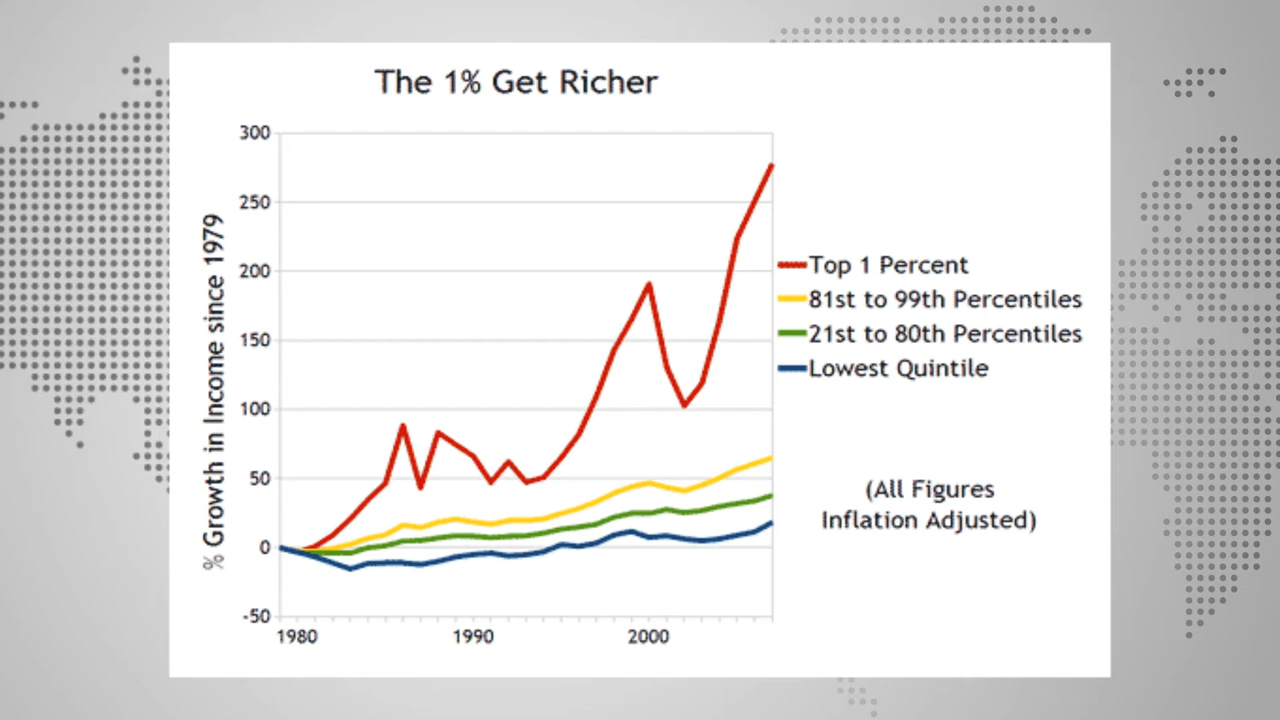 The 1% Get Richer
% Growth in Income since 1979
300
250
200
150
100
50
0
-50
1980 1990 2000
Top 1 Percent
81st to 99th Percentiles
21st to 80th Percentiles
Lowest Quintile
(All Figures
Inflation Adjusted)